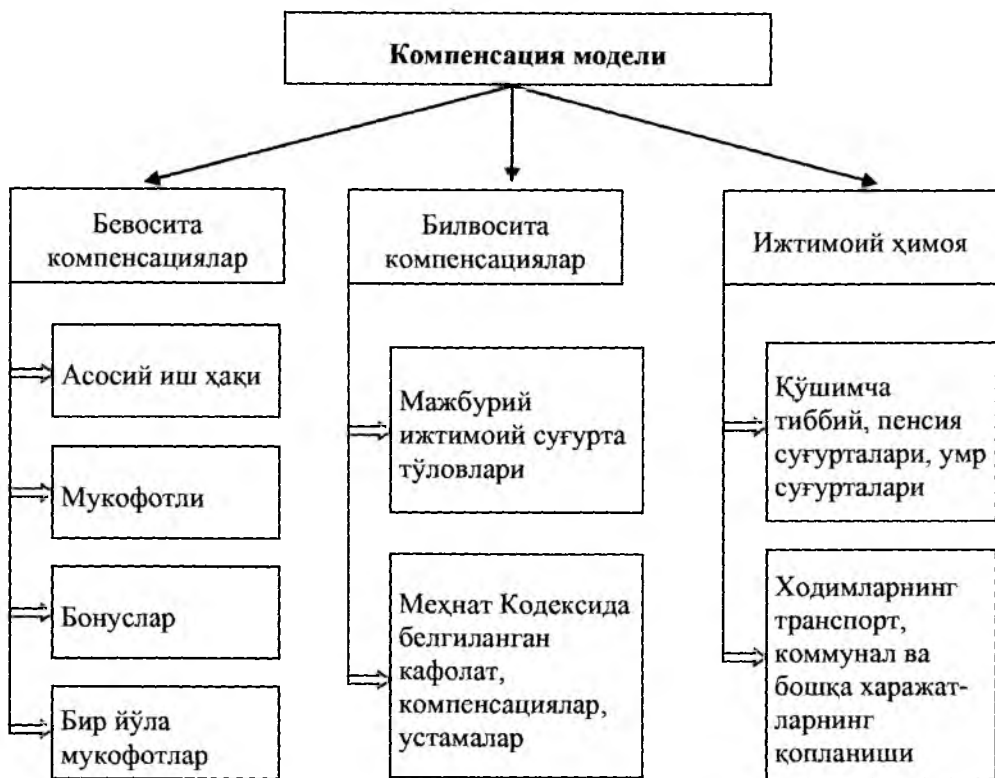 Компенсация модели
Бевосита
компенсациялар
Асосий иш ҳақи
Мукофотли
Бонуслар
Бир йўла
мукофотлар
Билвосита
компенсациялар
Мажбурий
ижтимоий суғурта
тўловлари
Меҳнат Кодексида
белгиланган
кафолат,
компенсациялар,
устамалар
Ижтимоий ҳимоя
Қўшимча
тиббий, пенсия
суғурталари, умр
суғурталари
Ходимларнинг
транспорт,
коммунал ва
бошқа харажат-
ларнинг
қопланиши